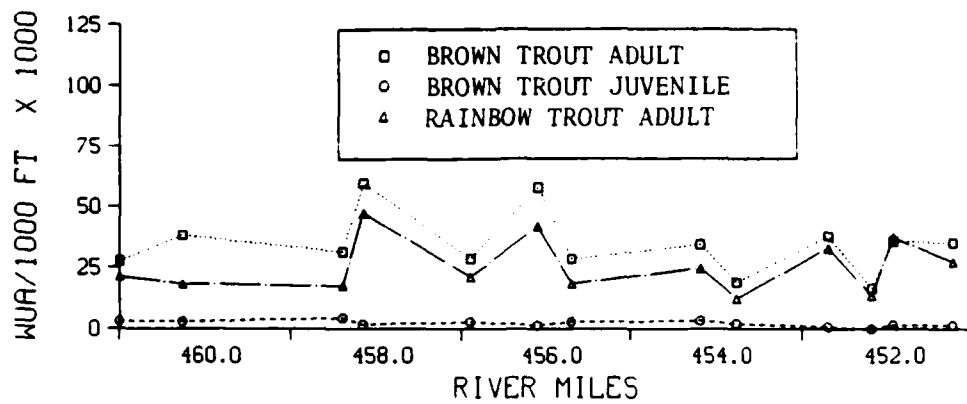 WUA/1000 FT X 1000
125
100
75
50
25
0
BROWN TROUT ADULT
BROWN TROUT JUVENILE
RAINBOW TROUT ADULT
460.0 458.0 456.0 454.0 452.0
RIVER MILES